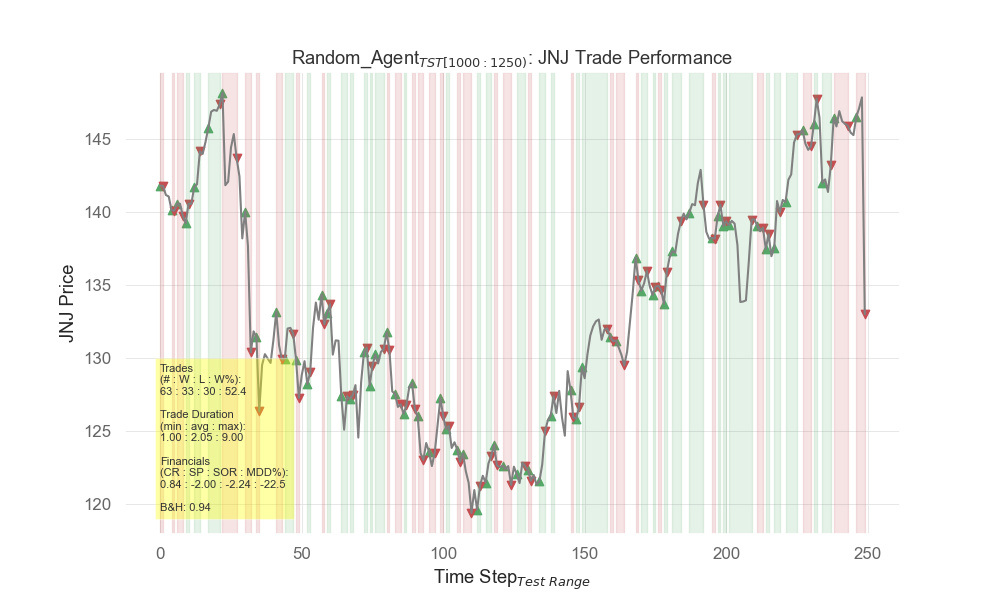 Random_Agent_TST[1000:1250): JNJ Trade Performance
JNJ Price
145
140
135
130
125
120
Trades
(# : W : L : W%):
63 : 33 : 30 : 52.4
Trade Duration
(min : avg : max):
1.00 : 2.05 : 9.00
Financials
(CR : SP : SOR : MDD%):
0.84 : -2.00 : -2.24 : -22.5
B&H: 0.94
0 50 100 150 200 250
Time Step Test Range